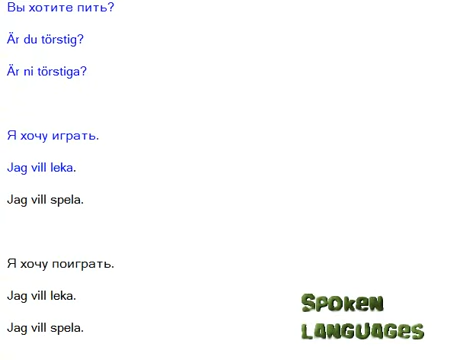 Вы хотите пить?
Är du törstig?
Är ni törstiga?
Я хочу играть.
Jag vill leka.
Jag vill spela.
Я хочу поиграть.
Jag vill leka.
Jag vill spela.
Spoken
Languages